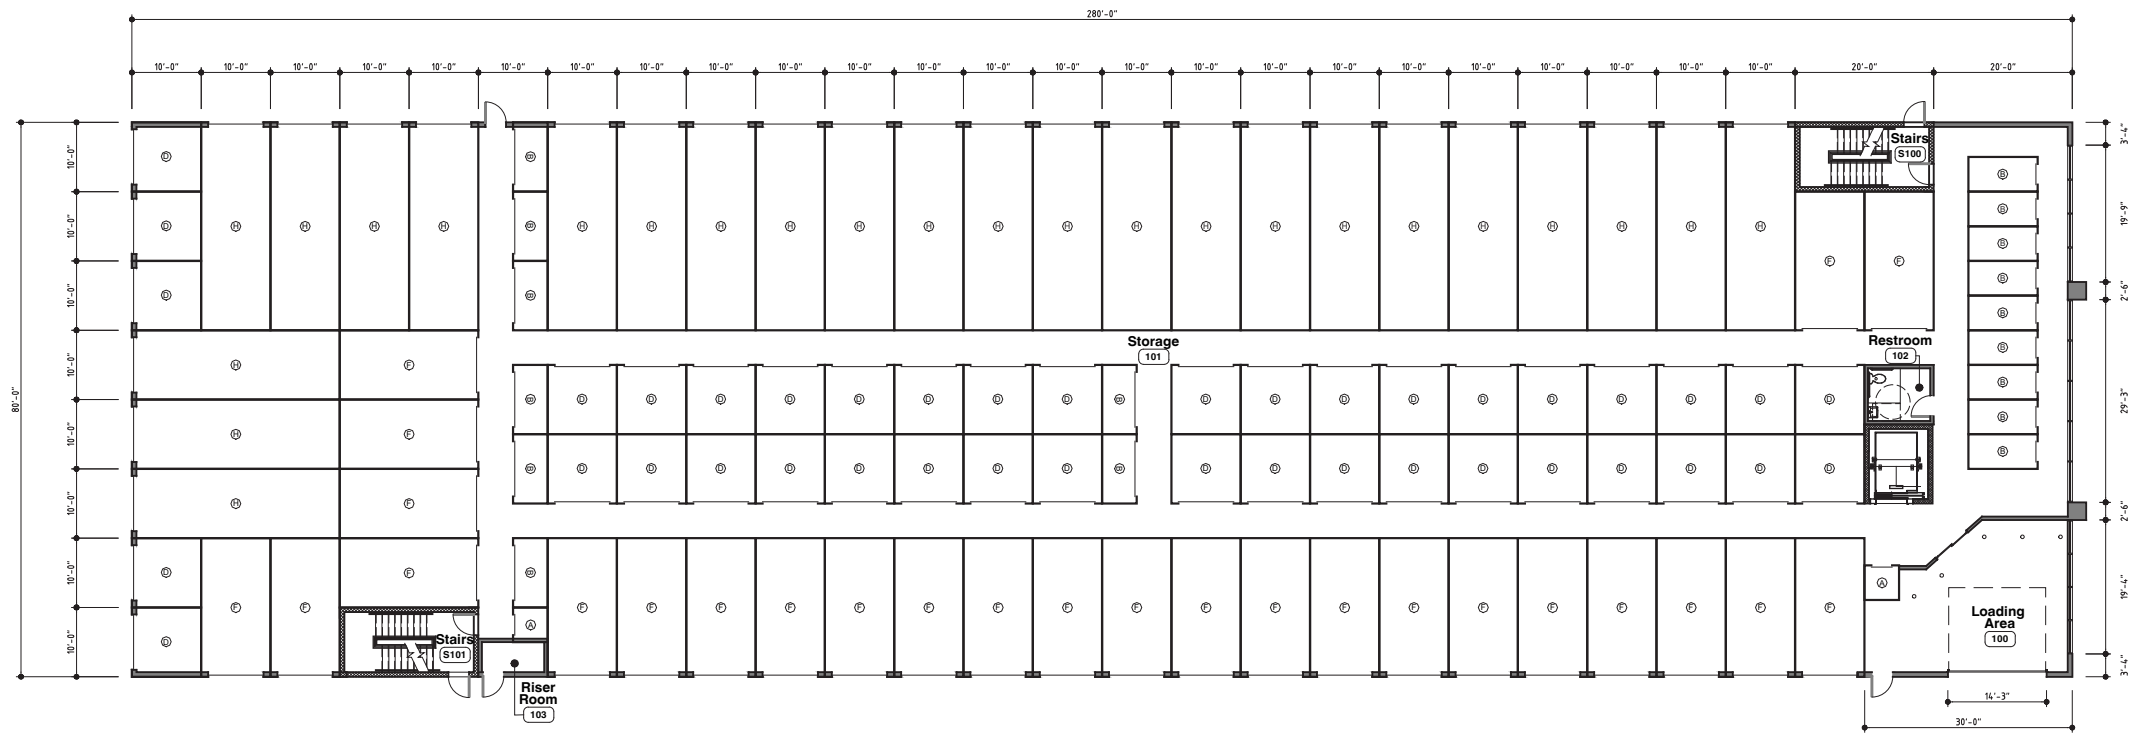 280'-0"
10'-0" 10'-0" 10'-0" 10'-0" 10'-0" 10'-0" 10'-0" 10'-0" 10'-0" 10'-0" 10'-0" 10'-0" 10'-0" 10'-0" 10'-0" 10'-0" 10'-0" 10'-0" 10'-0" 10'-0" 10'-0" 10'-0" 10'-0" 10'-0" 20'-0" 20'-0"
80'-0"
10'-0"
10'-0"
10'-0"
10'-0"
10'-0"
10'-0"
10'-0"
10'-0"
D B
Stairs
S100
B
B
D H H H H B H H H H H H H H H H H H H H H H H H
B
F F
B
D B
B
Storage
101
Restroom
102
B
H F
B
B D D D D D D D D B D D D D D D D D D D
B
H F
B
B D D D D D D D D B D D D D D D D D D D
H F
D F B
A
F F F F F F F F F F F F F F F F F F F F F
A
D
Stairs
S101
Riser
Room
103
Loading
Area
100
3'-4"
19'-9"
2'-6"
29'-3"
2'-6"
19'-4"
3'-4"
14'-3"
30'-0"